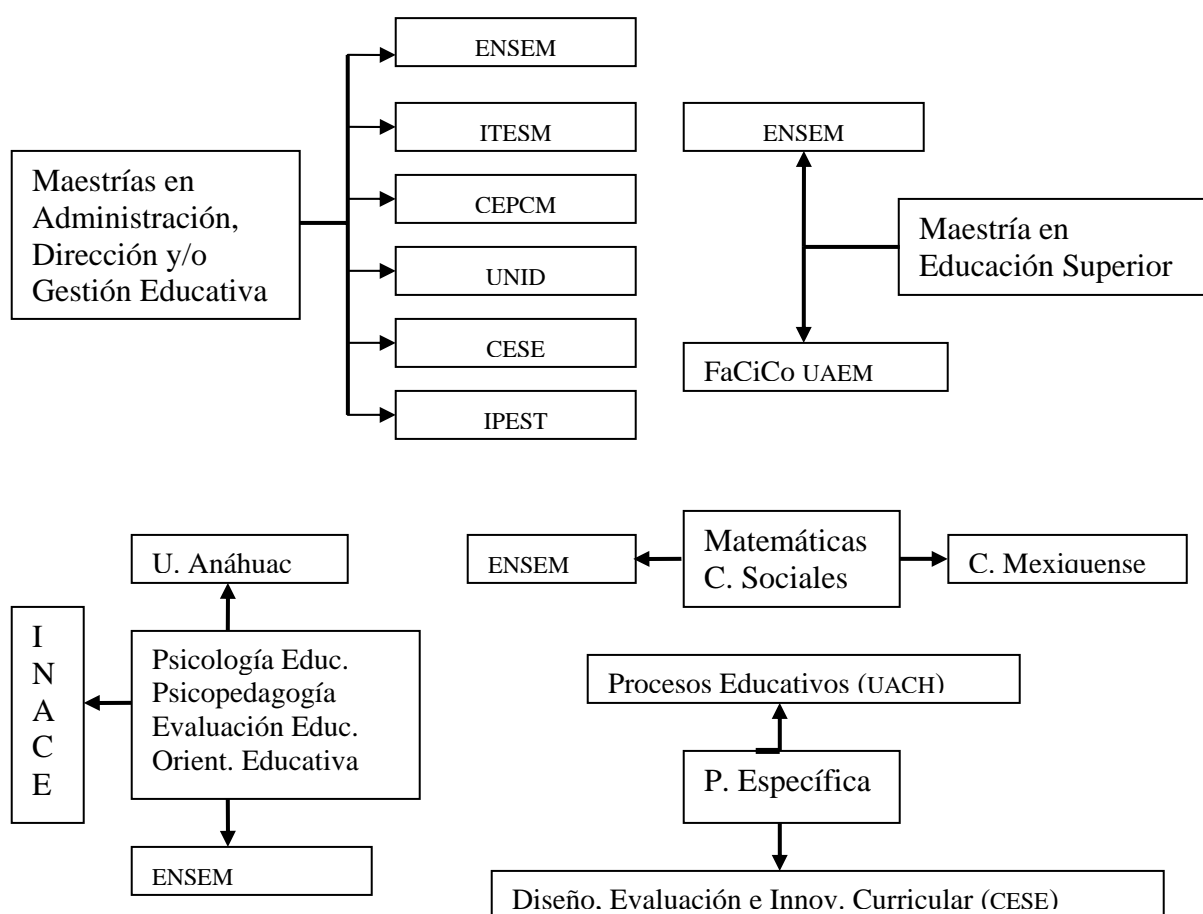 ENSEM
ITESM
CEPCM
UNID
CESE
IPEST
Maestrías en
Administración,
Dirección y/o
Gestión Educativa
ENSEM
Maestría en
Educación Superior
FaCiCo UAEM
U. Anáhuac
I
N
A
C
E
Psicología Educ.
Psicopedagogía
Evaluación Educ.
Orient. Educativa
ENSEM
ENSEM
Matemáticas
C. Sociales
C. Mexiquense
Procesos Educativos (UACH)
P. Específica
Diseño, Evaluación e Innov. Curricular (CESE)